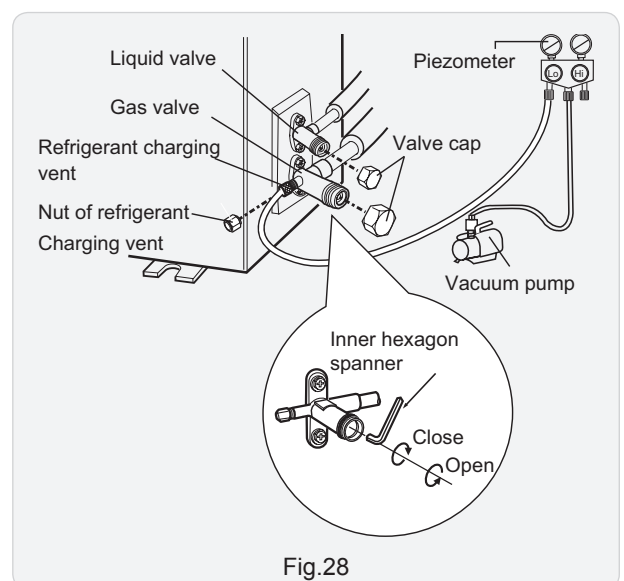 Liquid valve
Gas valve
Refrigerant charging
vent
Nut of refrigerant
Charging vent
Piezometer
Lo
Hi
Valve cap
Vacuum pump
Inner hexagon
spanner
Close
Open
Fig.28